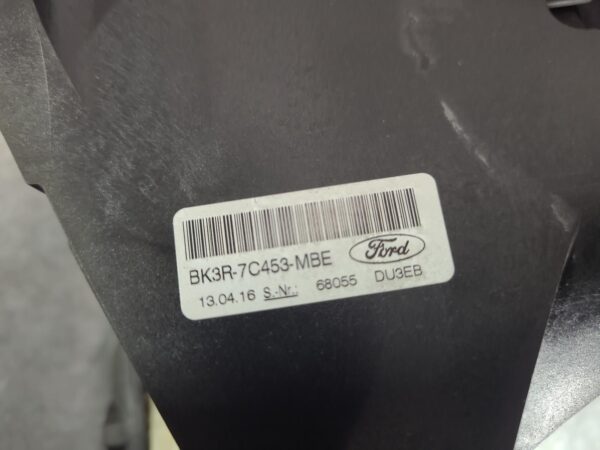 BK3R-7C453-MBE Ford
13.04.16 S.-Nr.: 68055 DU3EB